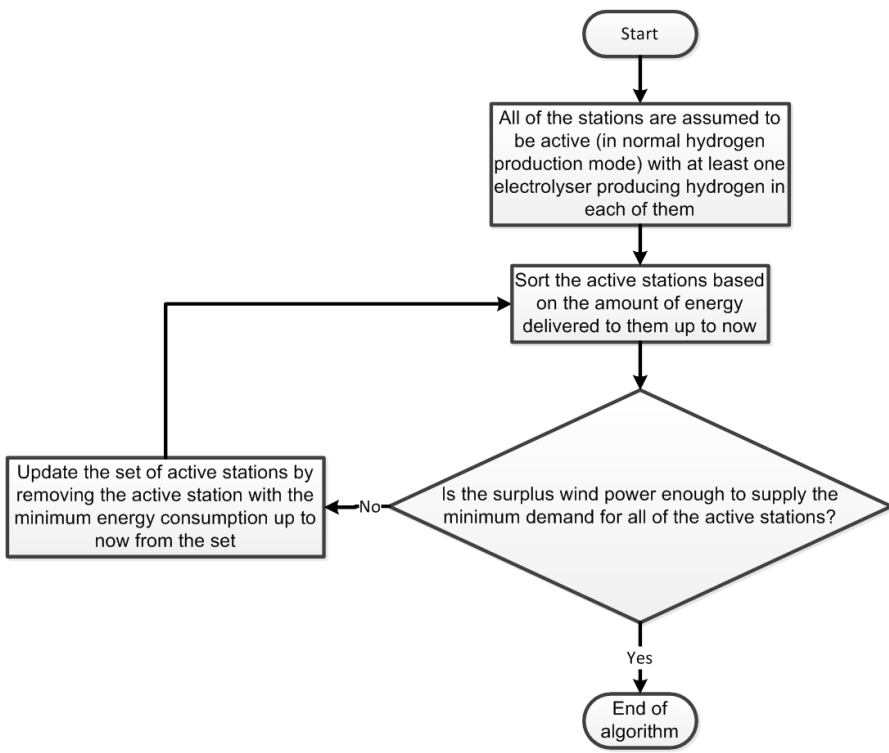 Start
All of the stations are assumed to
be active (in normal hydrogen
production mode) with at least one
electrolyser producing hydrogen in
each of them
Sort the active stations based
on the amount of energy
delivered to them up to now
Is the surplus wind power enough to supply the
minimum demand for all of the active stations?
No
Update the set of active stations by
removing the active station with the
minimum energy consumption up to
now from the set
Yes
End of
algorithm